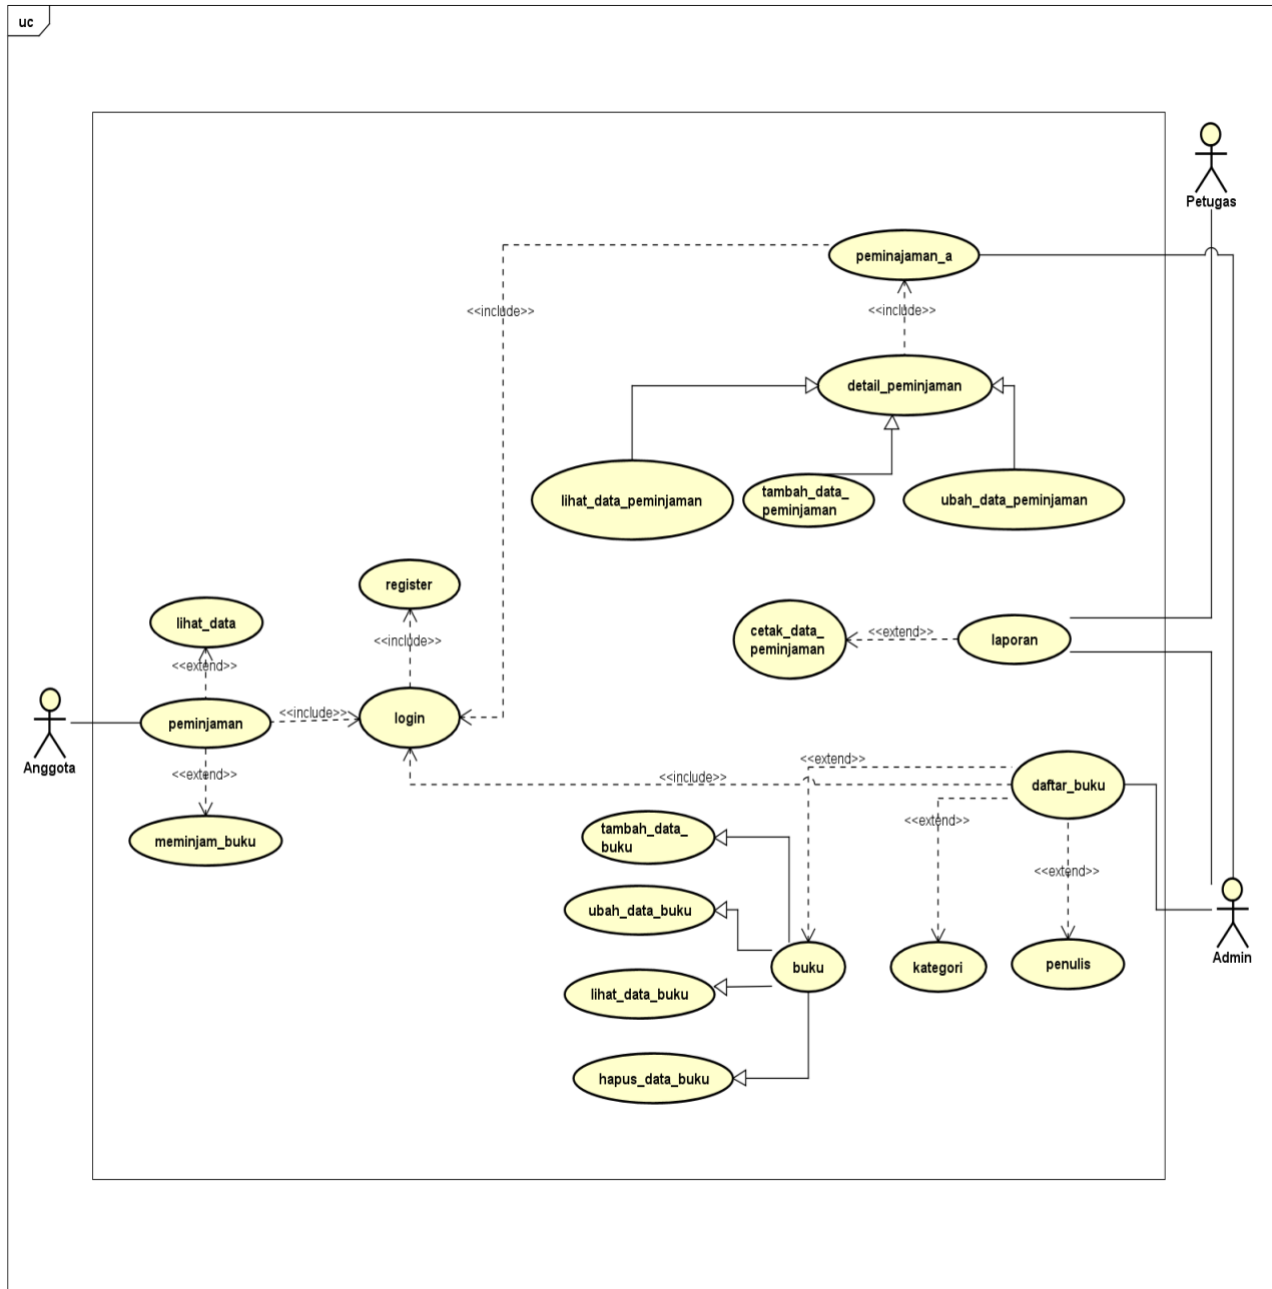 uc
Petugas
peminajaman_a
<<include>>
<<include>>
detail_peminjaman
lihat_data_peminjaman
tambah_data_
peminjaman
ubah_data_peminjaman
register
lihat_data
<<include>>
cetak_data_
peminjaman
<<extend>>
laporan
<<extend>>
Anggota
peminjaman
<<include>>
login
<<extend>>
<<extend>>
<<include>>
daftar_buku
meminjam_buku
tambah_data_
buku
<<extend>>
<<extend>>
ubah_data_buku
lihat_data_buku
buku
kategori
penulis
Admin
hapus_data_buku